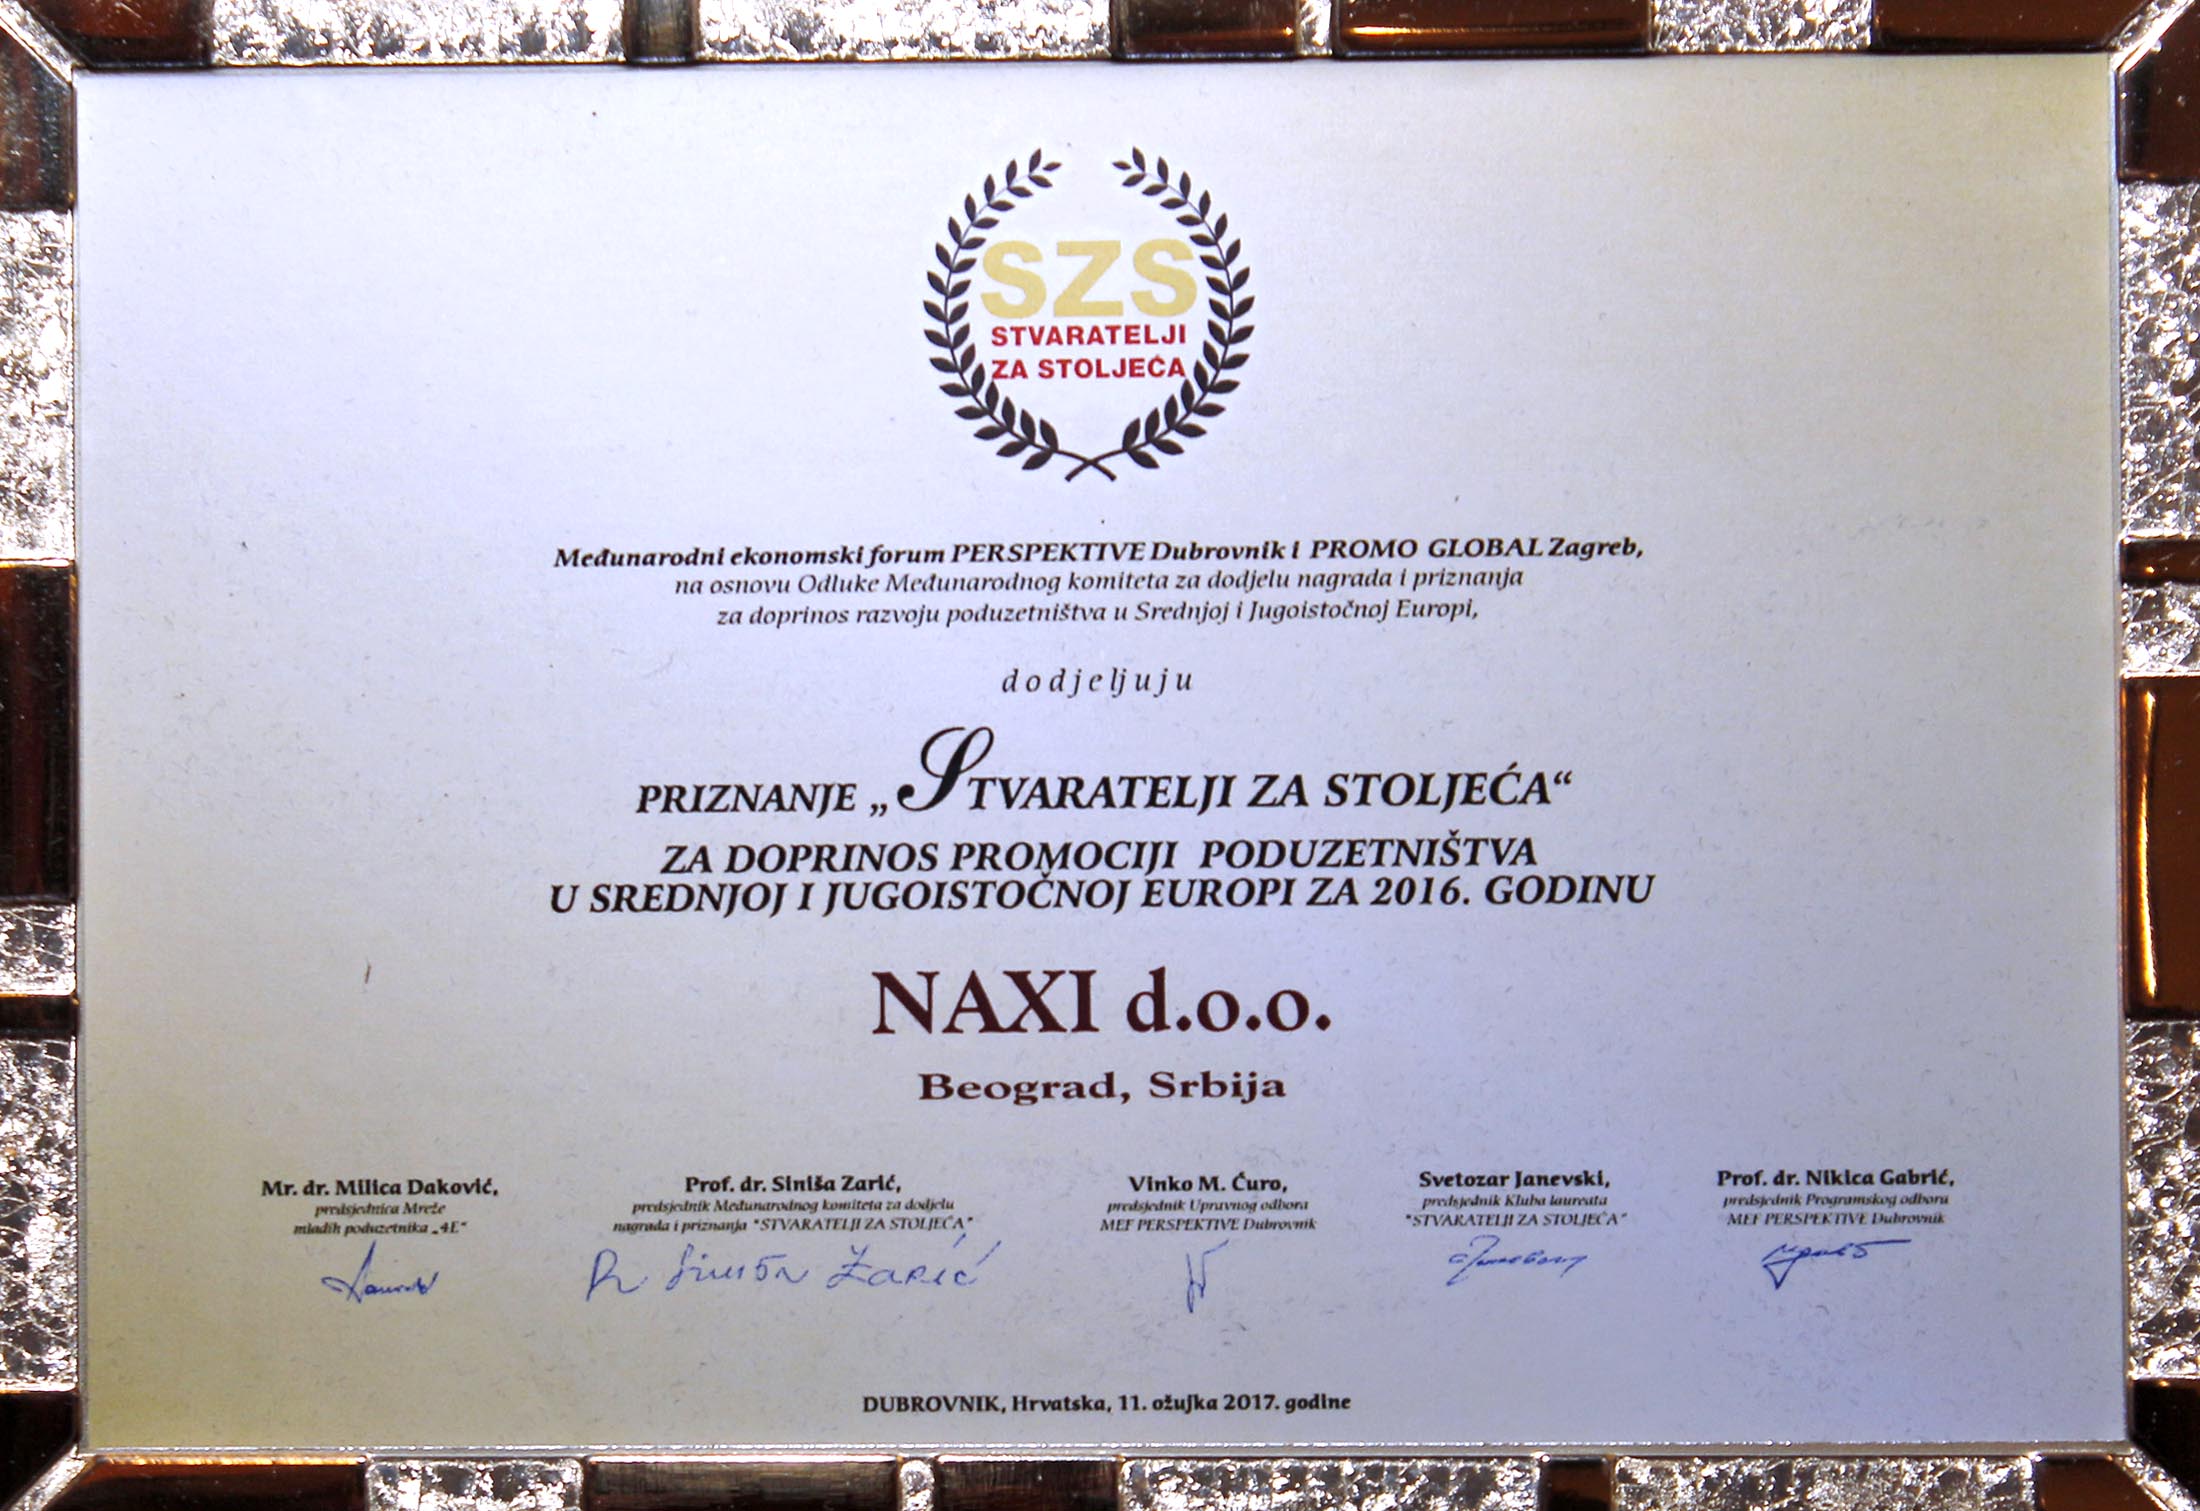 SZS
STVARATELJI
ZA STOLJEĆA
Međunarodni ekonomski forum PERSPEKTIVE Dubrovnik i PROMO GLOBAL Zagreb,
na osnovu Odluke Međunarodnog komiteta za dodjelu nagrada i priznanja
za doprinos razvoju poduzetništva u Srednjoj i Jugoistočnoj Europi,
dodjeljuju
PRIZNANJE „STVARATELJI ZA STOLJEĆA“
ZA DOPRINOS PROMOCIJI PODUZETNIŠTVA
U SREDNJOJ I JUGOISTOČNOJ EUROPI ZA 2016. GODINU
NAXI d.o.o.
Beograd, Srbija
Mr. dr. Milica Daković,
predsjednica Mreže
mladih poduzetnika „4E“
Prof. dr. Siniša Zarić,
predsjednik Međunarodnog komiteta za dodjelu
nagrada i priznanja "STVARATELJI ZA STOLJEĆA"
Dr Siniša Zarić
Vinko M. Ćuro,
predsjednik Upravnog odbora
MEF PERSPEKTIVE Dubrovnik
Svetozar Janevski,
predsjednik Kluba laureata
"STVARATELJI ZA STOLJEĆA"
Prof. dr. Nikica Gabrić,
predsjednik Programskog odbora
MEF PERSPEKTIVE Dubrovnik
DUBROVNIK, Hrvatska, 11. ožujka 2017. godine